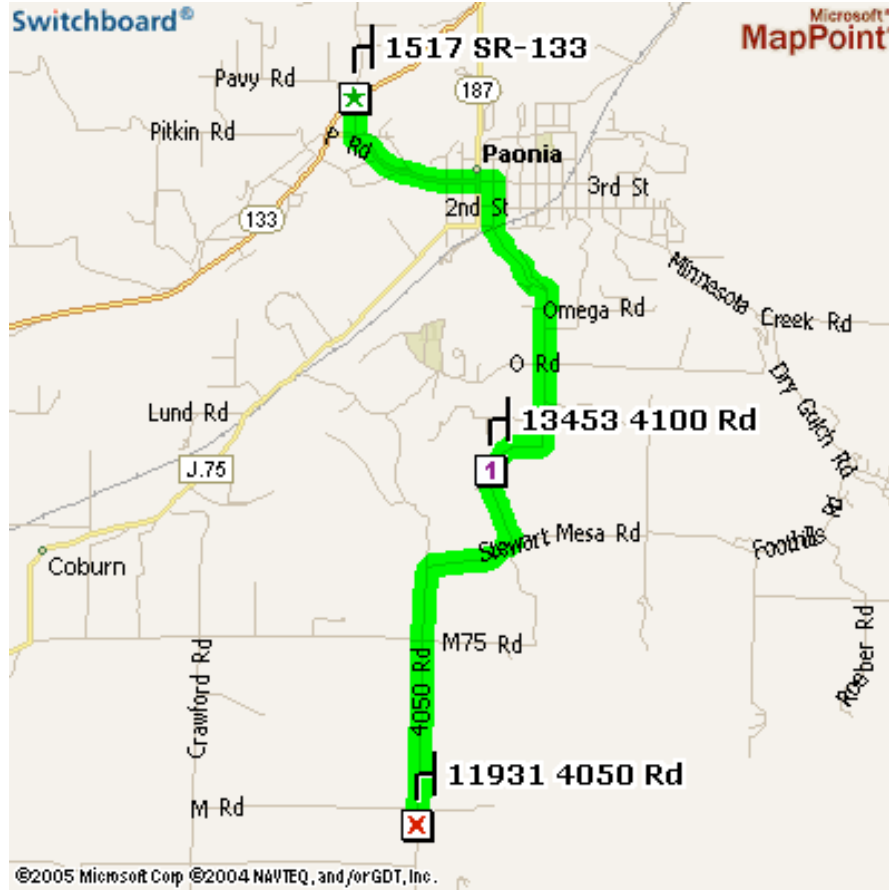 Switchboard®
Microsoft®
MapPoint®
1517 SR-133
Pavy Rd
187
Pitkin Rd
P Rd
Paonia
3rd St
2nd St
133
Minnesota Creek Rd
Omega Rd
O Rd
Dry Gulch Rd
Lund Rd
13453 4100 Rd
J.75
1
Stewart Mesa Rd
Foothills Rd
Coburn
M75 Rd
Roeber Rd
Crawford Rd
4050 Rd
11931 4050 Rd
M Rd
X
©2005 Microsoft Corp ©2004 NAVTEQ, and/or GDT, Inc.